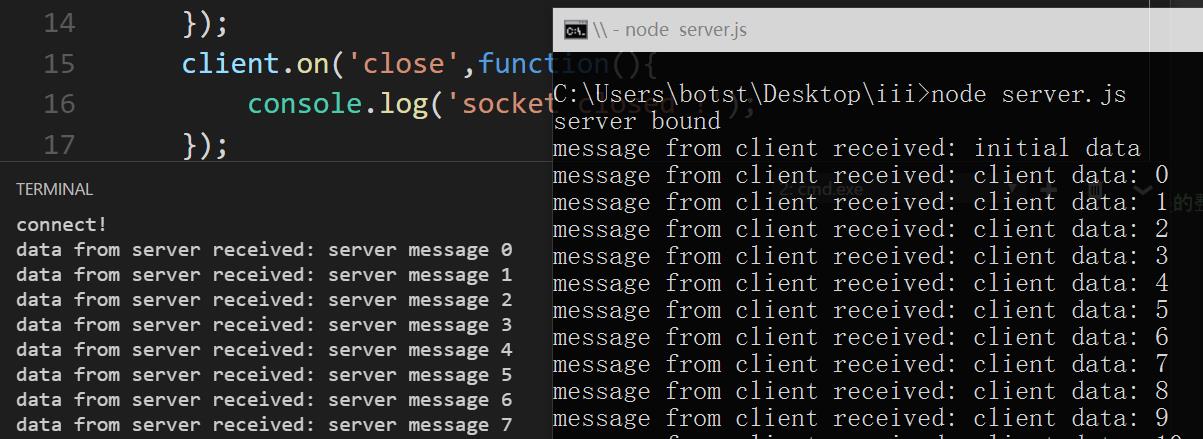 14 });
15 client.on('close',function(){
16 console.log('socket closed!');
17 });
TERMINAL
connect!
data from server received: server message 0
data from server received: server message 1
data from server received: server message 2
data from server received: server message 3
data from server received: server message 4
data from server received: server message 5
data from server received: server message 6
data from server received: server message 7
\\ - node server.js
C:\Users\botst\Desktop\iii>node server.js
server bound
message from client received: initial data
message from client received: client data: 0
message from client received: client data: 1
2: cmd.exe
message from client received: client data: 2
message from client received: client data: 3
message from client received: client data: 4
message from client received: client data: 5
message from client received: client data: 6
message from client received: client data: 7
message from client received: client data: 8
message from client received: client data: 9